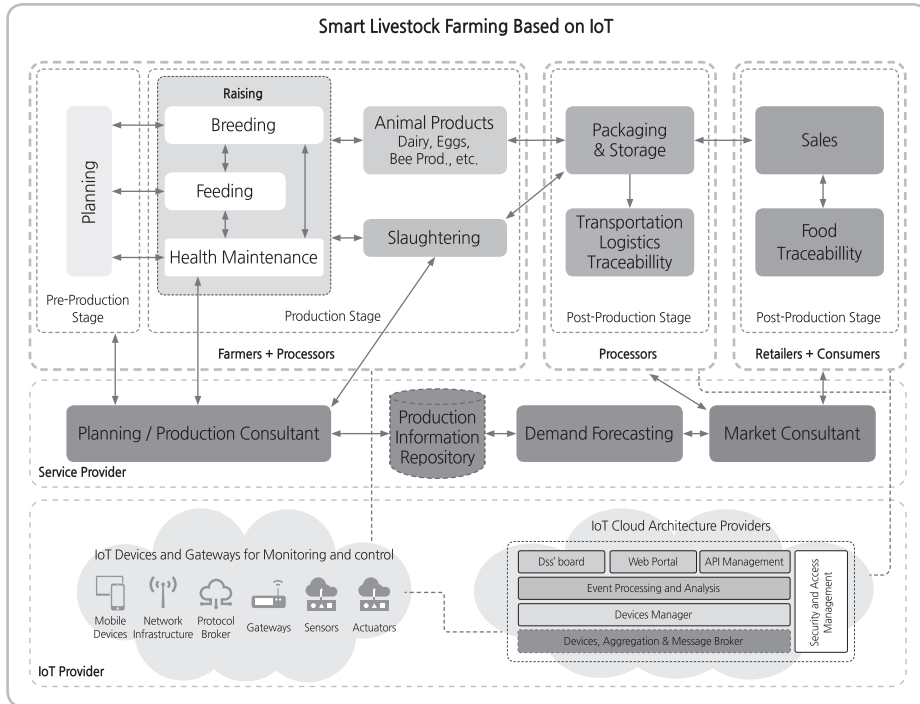 Smart Livestock Farming Based on IoT
Planning
Pre-Production
Stage
Raising
Breeding
Feeding
Health Maintenance
Animal Products
Dairy, Eggs,
Bee Prod., etc.
Slaughtering
Production Stage
Farmers + Processors
Packaging
& Storage
Transportation
Logistics
Traceabillity
Post-Production Stage
Processors
Sales
Food
Traceabillity
Post-Production Stage
Retailers + Consumers
Planning / Production Consultant
Production
Information
Repository
Demand Forecasting
Market Consultant
Service Provider
IoT Devices and Gateways for Monitoring and control
Mobile
Devices
Network
Infrastructure
Protocol
Broker
Gateways
Sensors
Actuators
IoT Cloud Architecture Providers
Dss' board
Web Portal
API Management
Event Processing and Analysis
Devices Manager
Devices, Aggregation & Message Broker
Security and Access
Management
IoT Provider